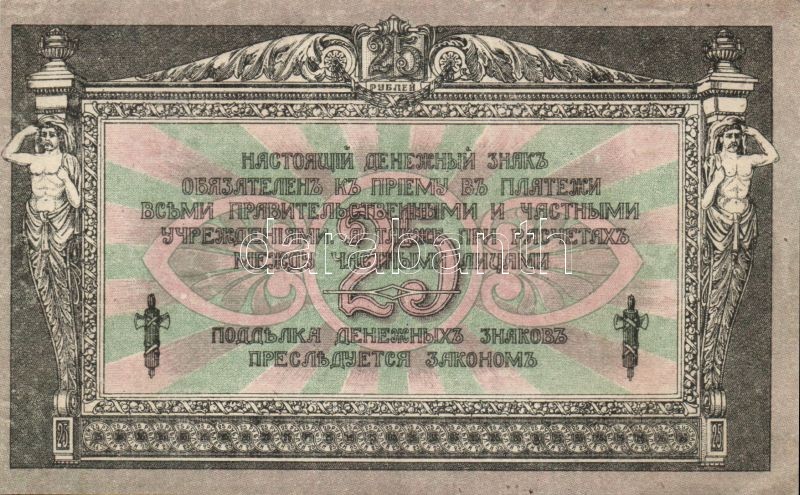 25
РУБЛЕЙ
НАСТОЯЩІЙ ДЕНЕЖНЫЙ ЗНАКЪ
ОБЯЗАТЕЛЕНЪ КЪ ПРІЕМУ ВЪ ПЛАТЕЖИ
ВСѢМИ ПРАВИТЕЛЬСТВЕННЫМИ И ЧАСТНЫМИ
УЧРЕЖДЕНІЯМИ, А ТАКЖЕ ПРИ РАСЧЕТАХЪ
МЕЖДУ ЧАСТНЫМИ ЛИЦАМИ
darabanth
25
ПОДДѢЛКА ДЕНЕЖНЫХЪ ЗНАКОВЪ
ПРЕСЛѢДУЕТСЯ ЗАКОНОМЪ
25 25